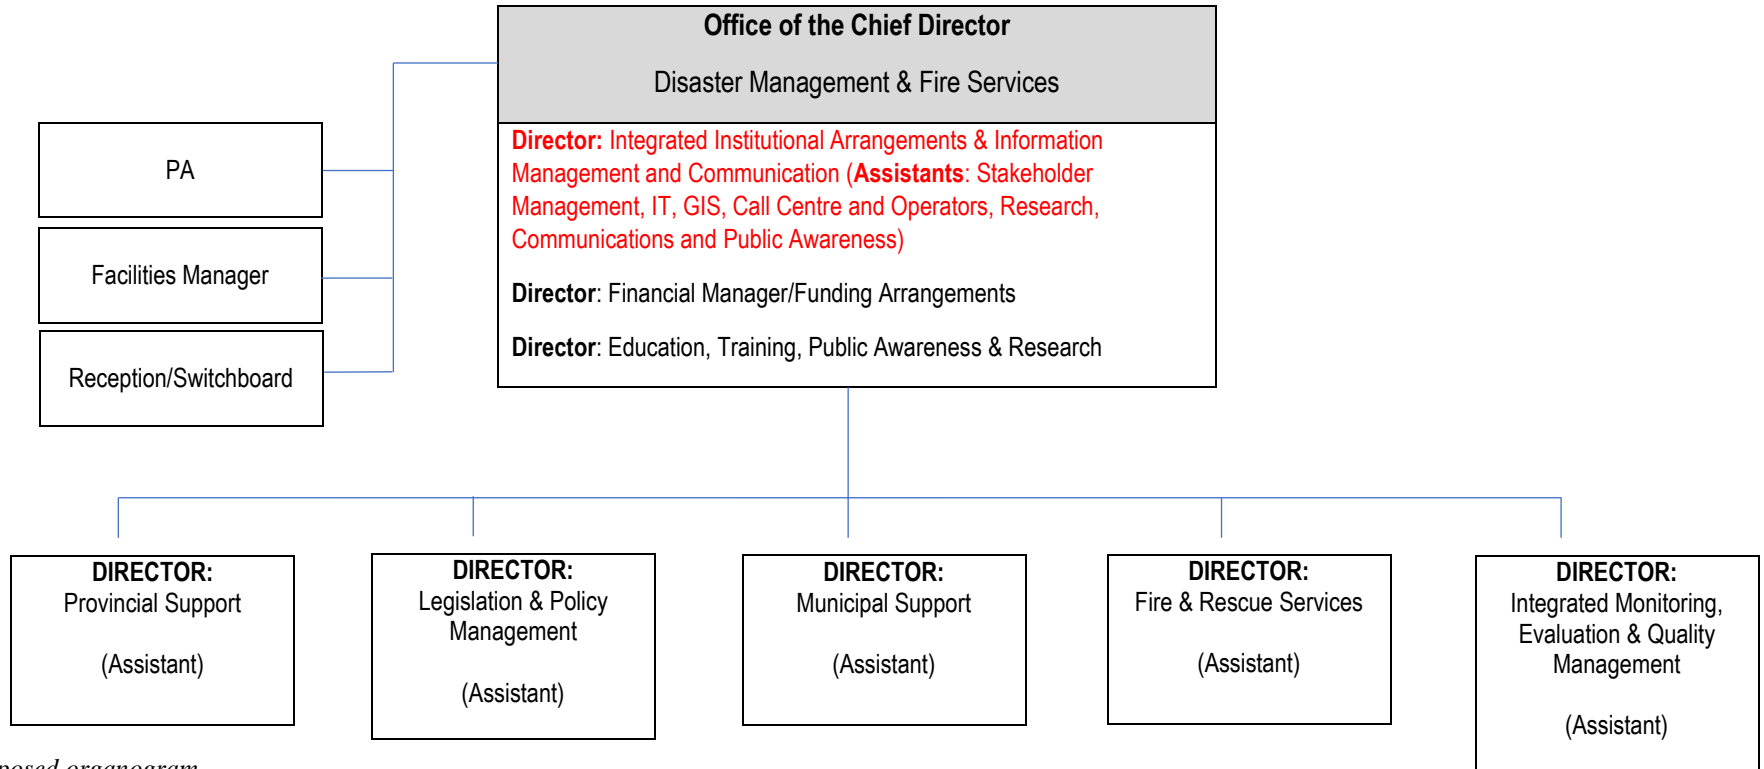 Office of the Chief Director
Disaster Management & Fire Services
Director: Integrated Institutional Arrangements & Information
Management and Communication (Assistants: Stakeholder
Management, IT, GIS, Call Centre and Operators, Research,
Communications and Public Awareness)
Director: Financial Manager/Funding Arrangements
Director: Education, Training, Public Awareness & Research
PA
Facilities Manager
Reception/Switchboard
DIRECTOR:
Provincial Support
(Assistant)
DIRECTOR:
Legislation & Policy
Management
(Assistant)
DIRECTOR:
Municipal Support
(Assistant)
DIRECTOR:
Fire & Rescue Services
(Assistant)
DIRECTOR:
Integrated Monitoring,
Evaluation & Quality
Management
(Assistant)
organogram